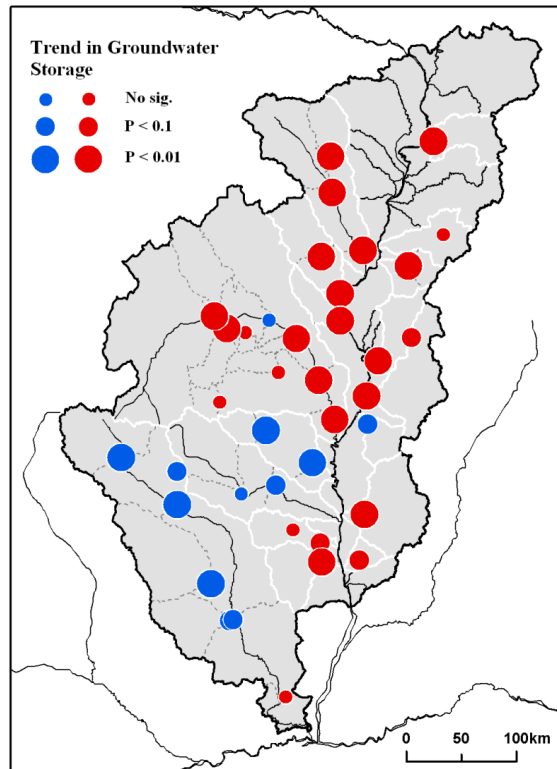 Trend in Groundwater
Storage
No sig.
P < 0.1
P < 0.01
0 50 100km